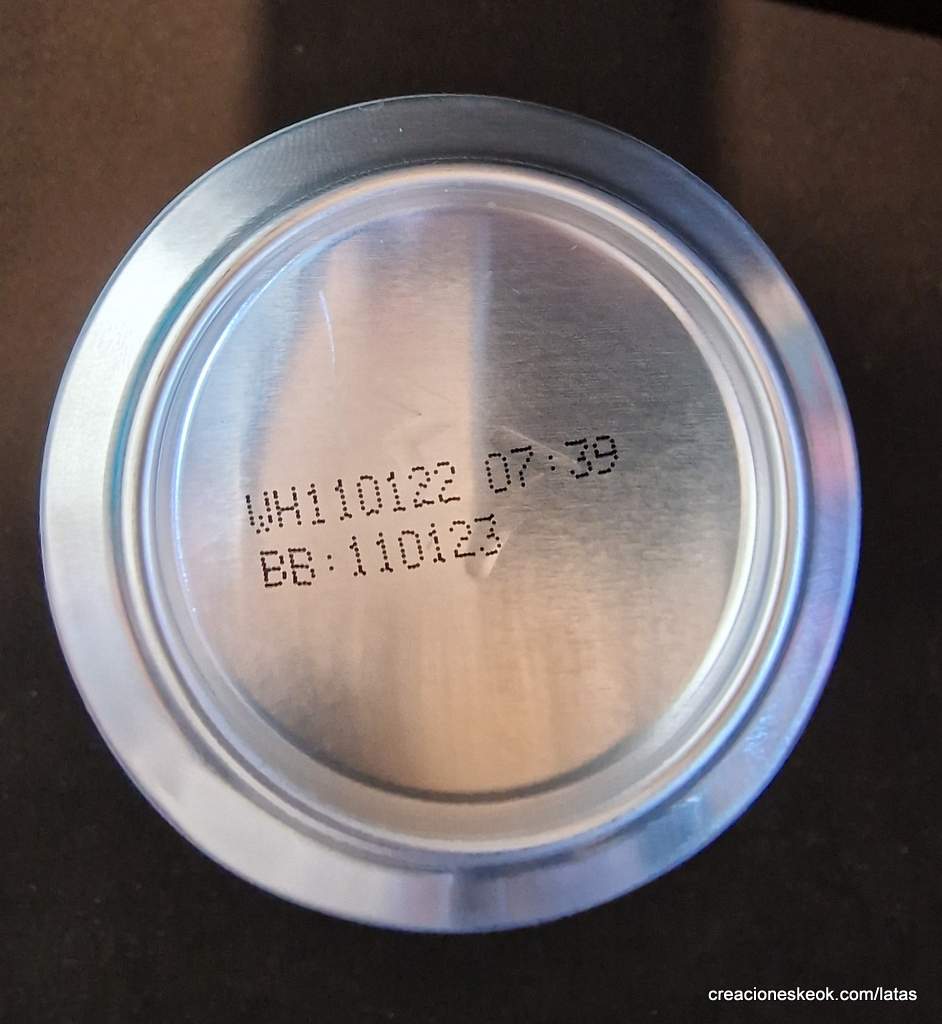 WH110122 07:39
BB:110123
creacioneskeok.com/latas